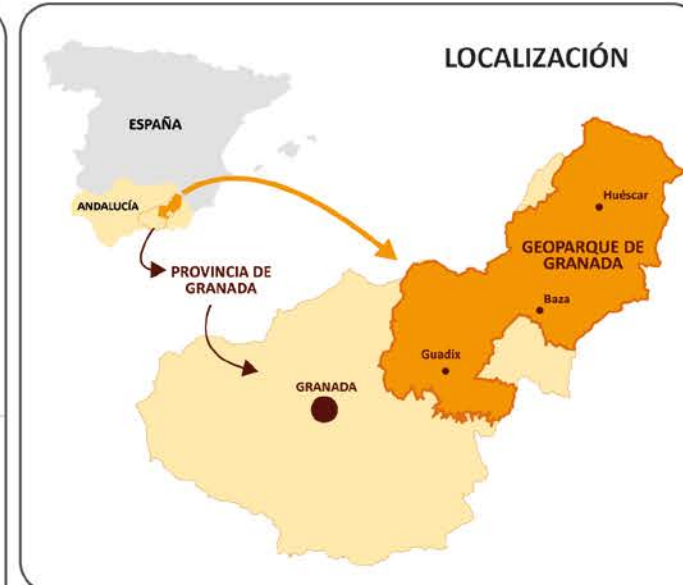 LOCALIZACIÓN
ESPAÑA
ANDALUCÍA
PROVINCIA DE
GRANADA
GRANADA
Huéscar
GEOPARQUE DE
GRANADA
Baza
Guadix